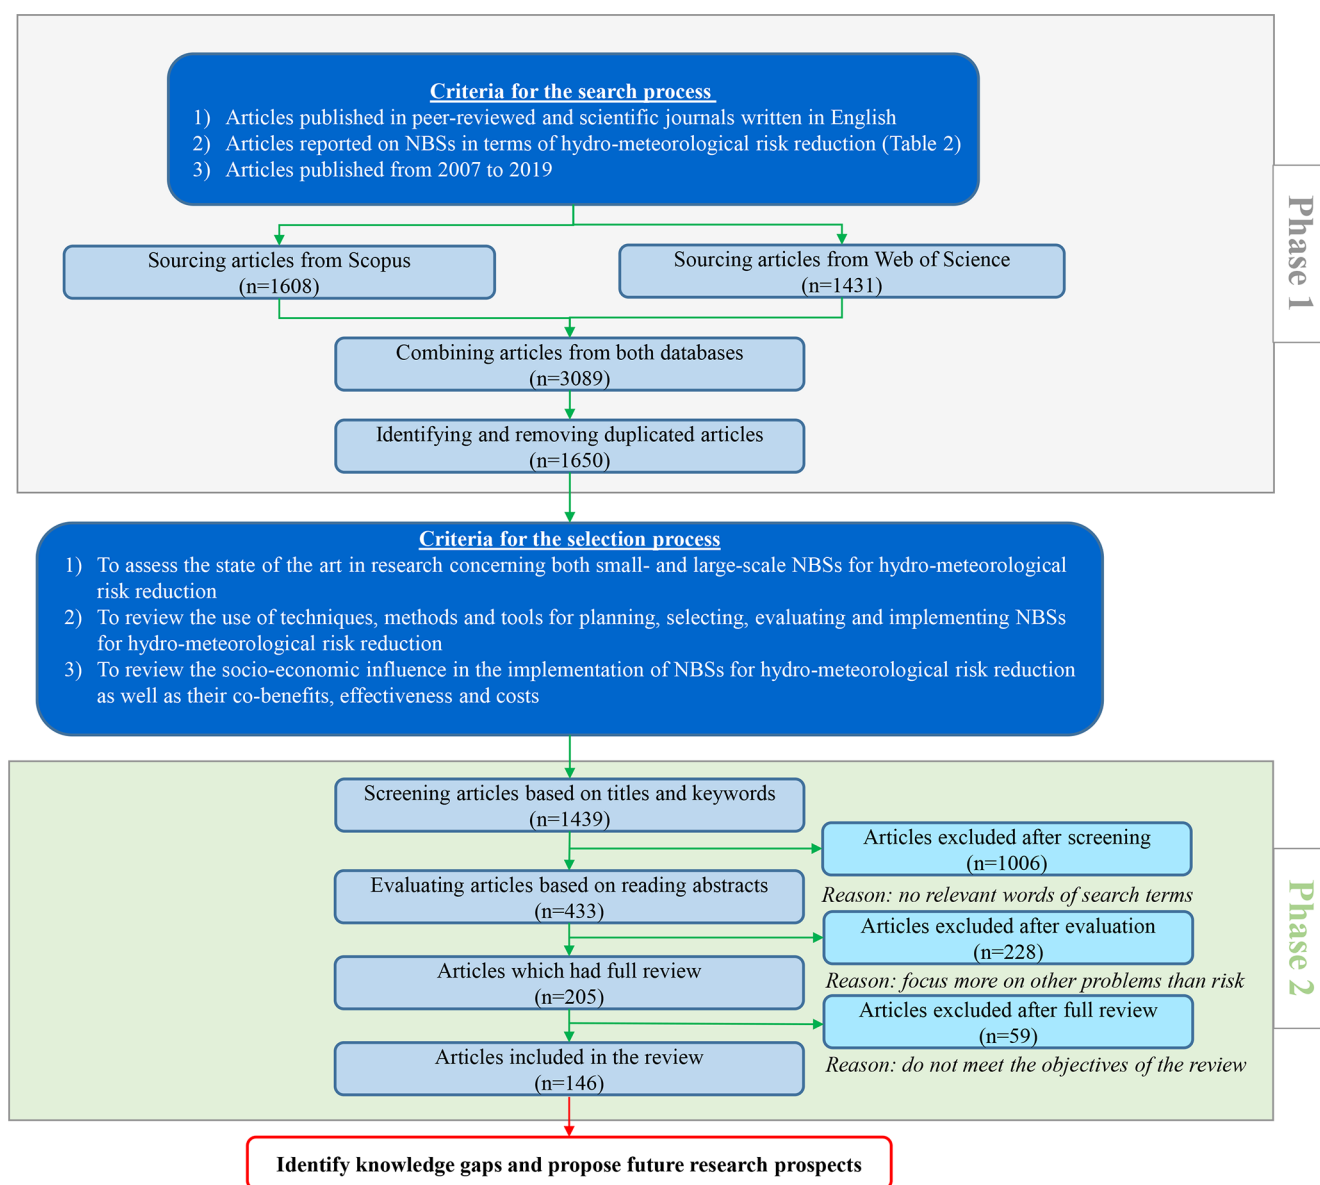 Criteria for the search process
1) Articles published in peer-reviewed and scientific journals written in English
2) Articles reported on NBSs in terms of hydro-meteorological risk reduction (Table 2)
3) Articles published from 2007 to 2019
Phase 1
Sourcing articles from Scopus
(n=1608)
Sourcing articles from Web of Science
(n=1431)
Combining articles from both databases
(n=3089)
Identifying and removing duplicated articles
(n=1650)
Criteria for the selection process
1) To assess the state of the art in research concerning both small- and large-scale NBSs for hydro-meteorological
risk reduction
2) To review the use of techniques, methods and tools for planning, selecting, evaluating and implementing NBSs
for hydro-meteorological risk reduction
3) To review the socio-economic influence in the implementation of NBSs for hydro-meteorological risk reduction
as well as their co-benefits, effectiveness and costs
Screening articles based on titles and keywords
(n=1439)
Articles excluded after screening
(n=1006)
Reason: no relevant words of search terms
Evaluating articles based on reading abstracts
(n=433)
Articles excluded after evaluation
(n=228)
Reason: focus more on other problems than risk
Phase 2
Articles which had full review
(n=205)
Articles excluded after full review
(n=59)
Reason: do not meet the objectives of the review
Articles included in the review
(n=146)
Identify knowledge gaps and propose future research prospects